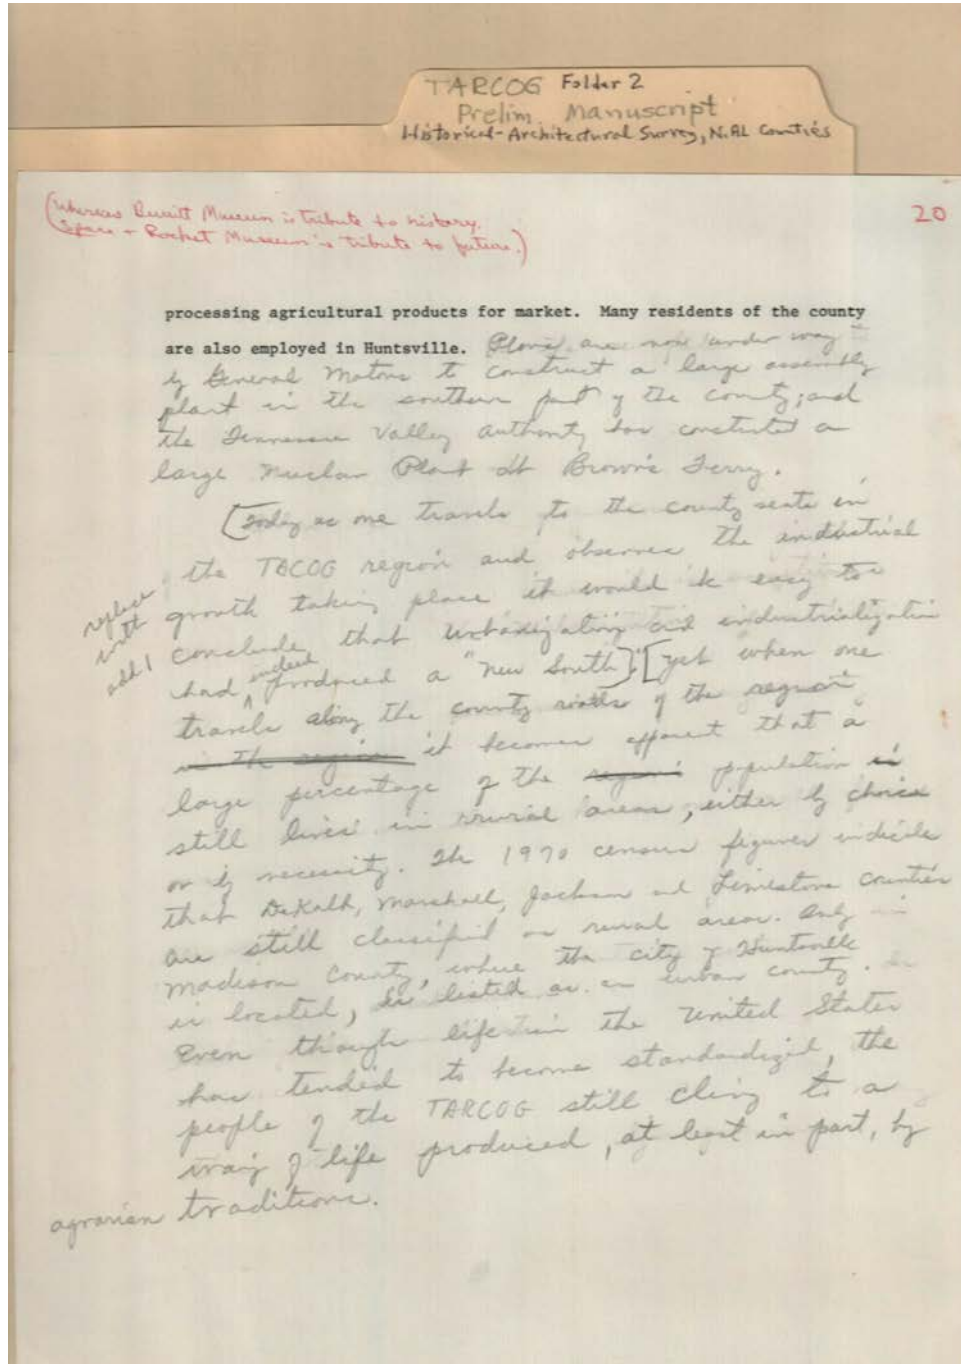 TARCOG Folder 2
Prelim. Manuscript
Historical-Architectural Survey, N.AL Counties
(Whereas Burritt Museum is tribute to history.
Space + Rocket Museum is tribute to future.)
20
processing agricultural products for market. Many residents of the county
are also employed in Huntsville. Plans are now under way
by General Motors to construct a large assembly
plant in the southern part of the county; and
the Tennessee Valley Authority has constructed a
large Nuclear Plant at Brown's Ferry.
[Today as one travels to the county seats in
the TBCOG region and observes the industrial
growth taking place it would be easy to
conclude that urbanization and industrialization
had indeed produced a "new South".] [yet when one
replace
with
add 1
travels along the county roads of the region
in the region it becomes apparent that a
large percentage of the population
still lives in rural areas, either by choice
or by necessity. The 1970 census figures indicate
that DeKalb, Marshall, Jackson and Limestone counties
are still classified as rural areas. Only
Madison County, where the city of Huntsville
is located, is listed as an urban county.
Even though life in the United States
has tended to become standardized, the
people of the TARCOG still cling to a
way of life produced, at least in part, by
agrarian traditions.